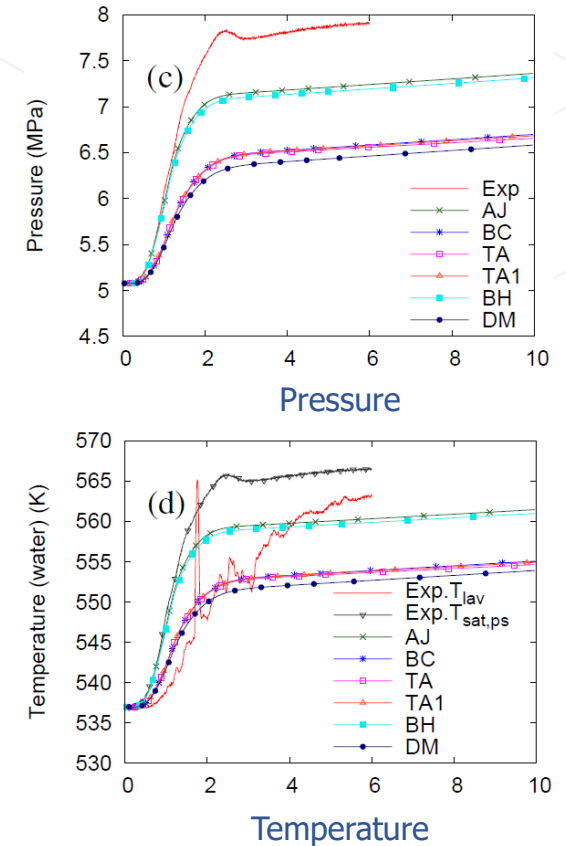 8
7.5
7
6.5
6
5.5
5
4.5
Pressure (MPa)
(c)
Exp
AJ
BC
TA
TA1
BH
DM
0 2 4 6 8 10
Pressure
570
565
560
555
550
545
540
535
530
Temperature (water) (K)
(d)
Exp.Tlav
Exp.Tsat,ps
AJ
BC
TA
TA1
BH
DM
0 2 4 6 8 10
Temperature